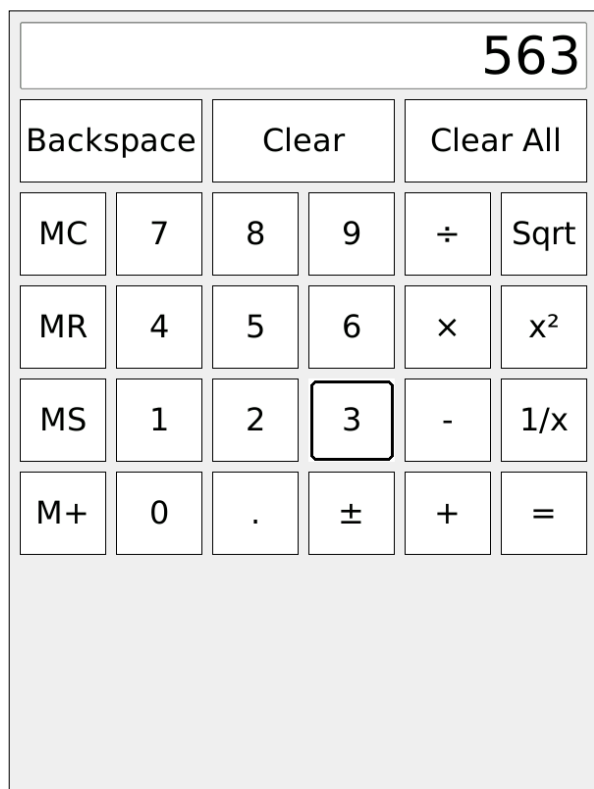 563
Backspace Clear Clear All
MC 7 8 9 ÷ Sqrt
MR 4 5 6 × x²
MS 1 2 3 - 1/x
M+ 0 . ± + =